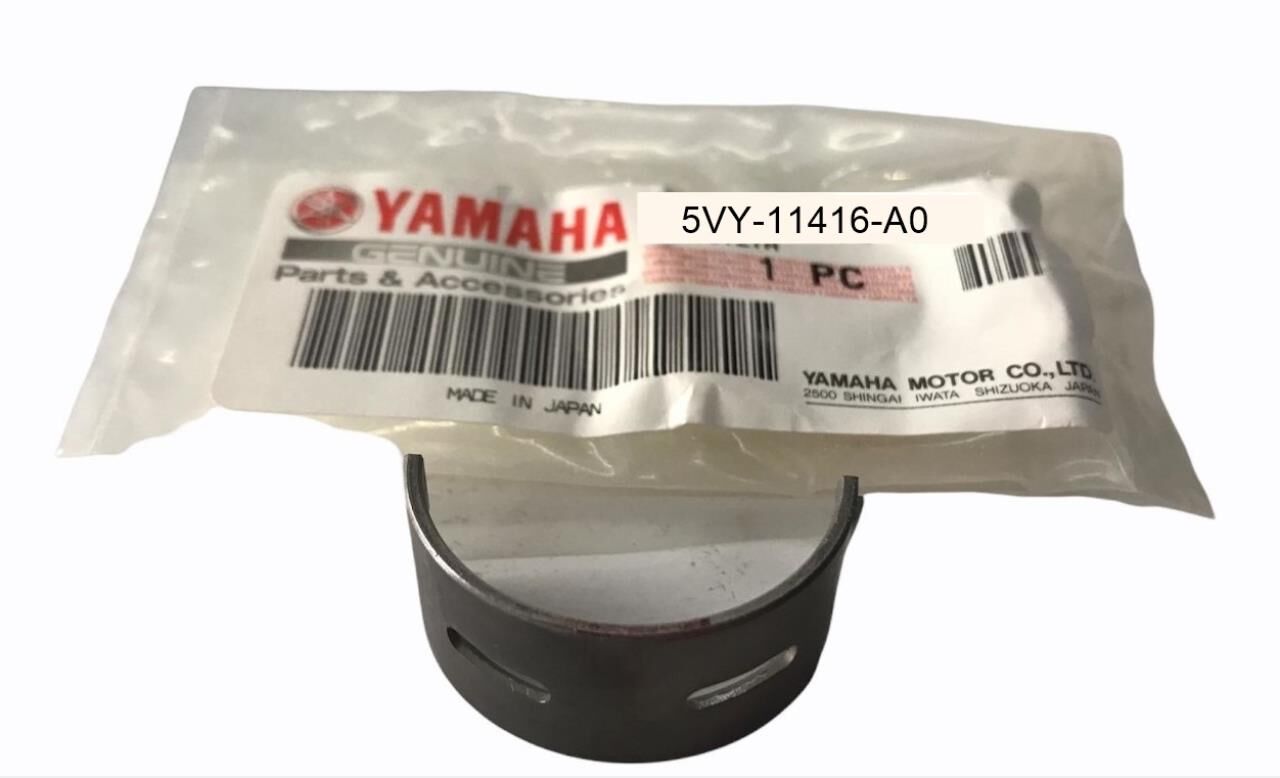 YAMAHA
5VY-11416-A0
GENUINE
1 PC
Parts & Accessories
MADE IN JAPAN
YAMAHA MOTOR CO.,LTD.
2500 SHINGAI IWATA SHIZUOKA JAPAN